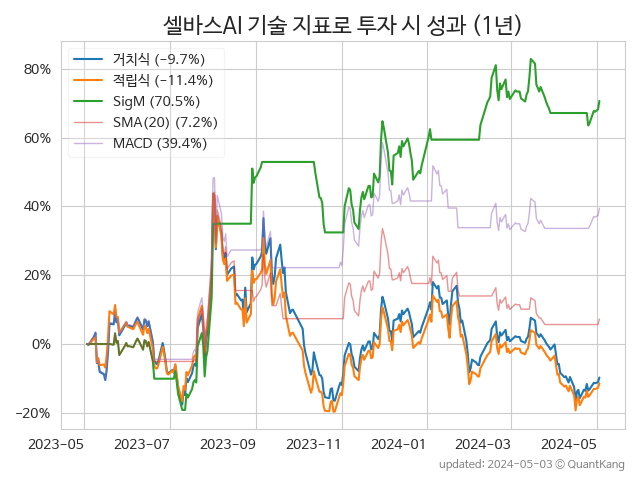 셀바스AI 기술 지표로 투자 시 성과 (1년)
거치식 (−9.7%)
적립식 (−11.4%)
SigM (70.5%)
SMA(20) (7.2%)
MACD (39.4%)
80%
60%
40%
20%
0%
−20%
2023-05 2023-07 2023-09 2023-11 2024-01 2024-03 2024-05
updated: 2024-05-03 © QuantKang